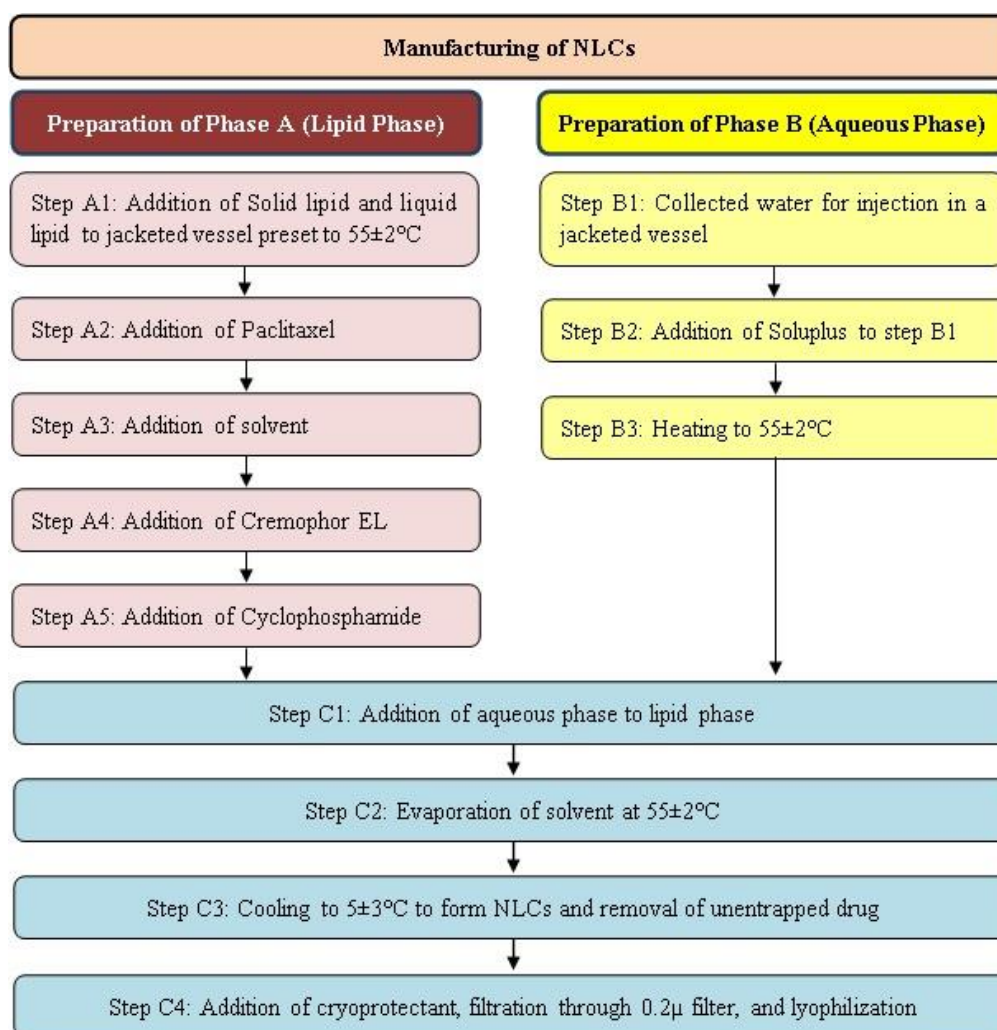 Manufacturing of NLCs
Preparation of Phase A (Lipid Phase)
Step A1: Addition of Solid lipid and liquid
lipid to jacketed vessel preset to 55±2°C
Step A2: Addition of Paclitaxel
Step A3: Addition of solvent
Step A4: Addition of Cremophor EL
Step A5: Addition of Cyclophosphamide
Preparation of Phase B (Aqueous Phase)
Step B1: Collected water for injection in a
jacketed vessel
Step B2: Addition of Soluplus to step B1
Step B3: Heating to 55±2°C
Step C1: Addition of aqueous phase to lipid phase
Step C2: Evaporation of solvent at 55±2°C
Step C3: Cooling to 5±3°C to form NLCs and removal of unentrapped drug
Step C4: Addition of cryoprotectant, filtration through 0.2µ filter, and lyophilization